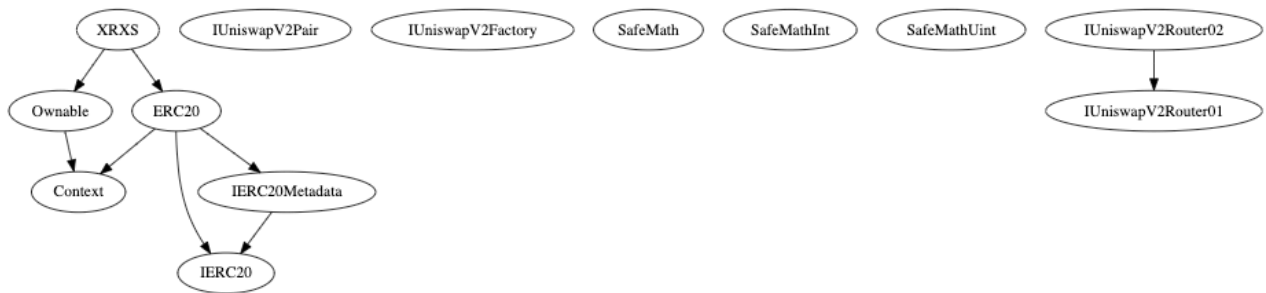 XRXS IUniswapV2Pair IUniswapV2Factory SafeMath SafeMathInt SafeMathUint IUniswapV2Router02
Ownable ERC20 IUniswapV2Router01
Context IERC20Metadata
IERC20